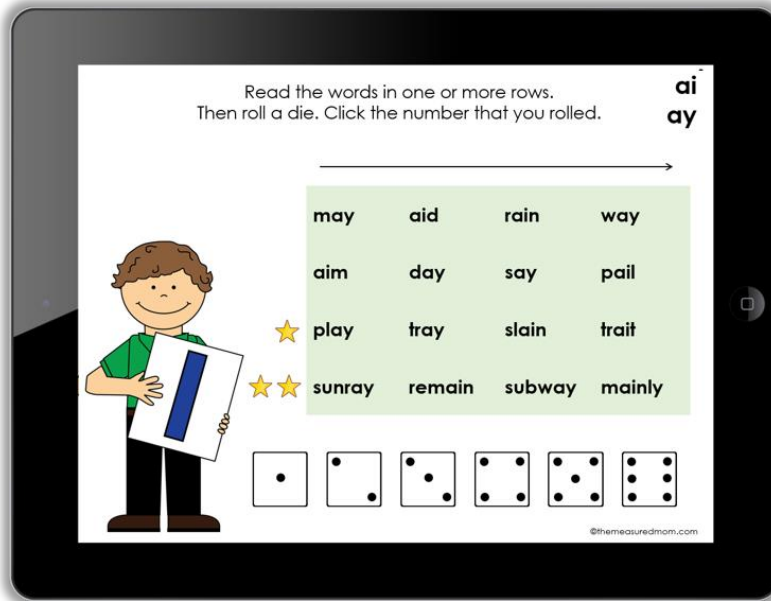 Read the words in one or more rows.
Then roll a die. Click the number that you rolled.
ai
ay
may aid rain way
aim day say pail
play tray slain trait
sunray remain subway mainly
©themeasuredmom.com